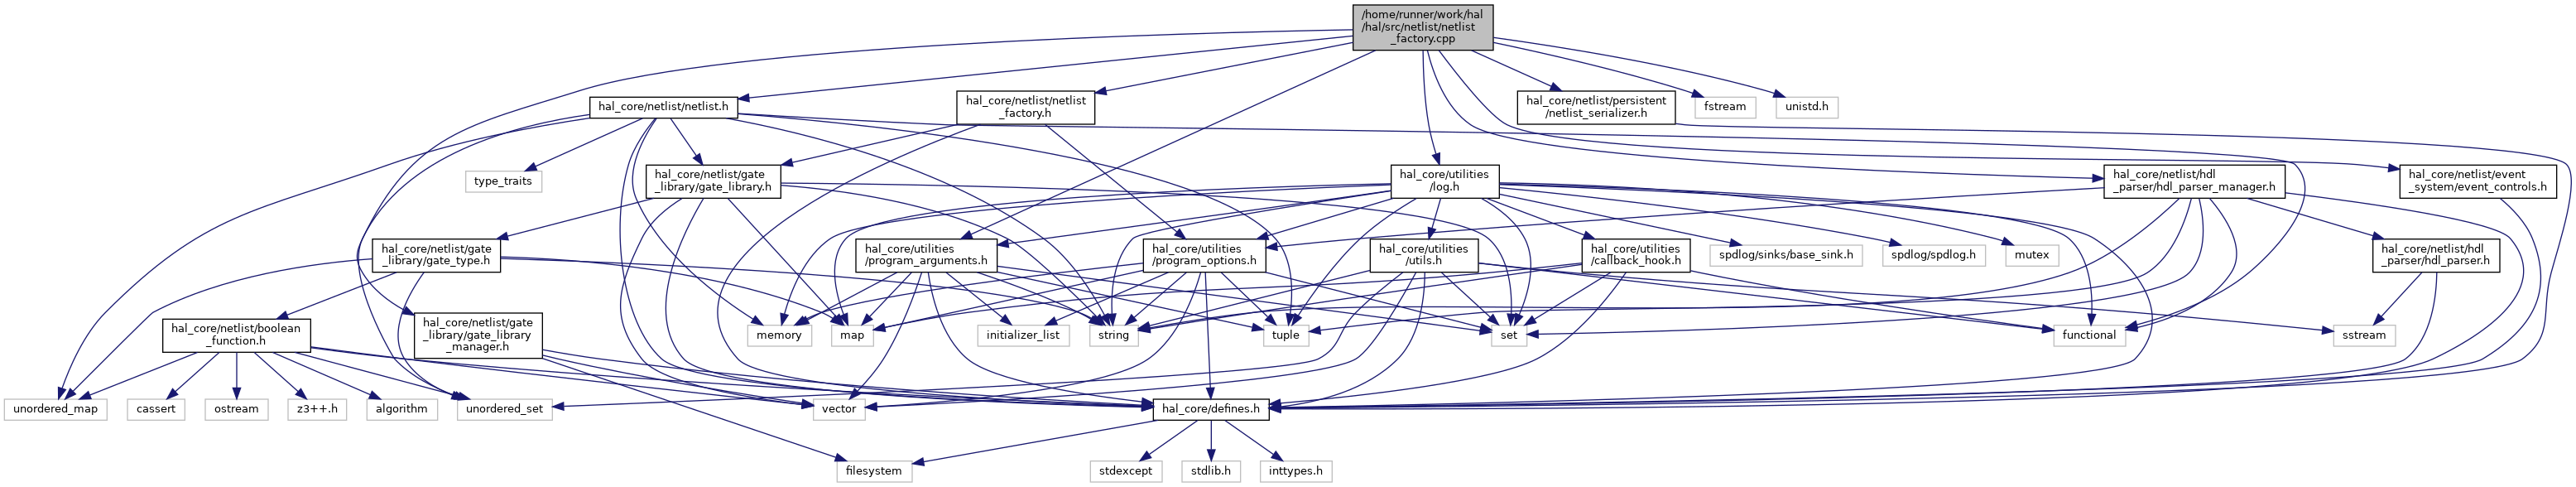 /home/runner/work/hal
/hal/src/netlist/netlist
_factory.cpp
hal_core/netlist/netlist.h
hal_core/netlist/netlist
_factory.h
hal_core/netlist/persistent
/netlist_serializer.h
fstream
unistd.h
type_traits
hal_core/netlist/gate
_library/gate_library.h
hal_core/utilities
/log.h
hal_core/netlist/hdl
_parser/hdl_parser_manager.h
hal_core/netlist/event
_system/event_controls.h
hal_core/netlist/gate
_library/gate_type.h
hal_core/utilities
/program_arguments.h
hal_core/utilities
/program_options.h
hal_core/utilities
/utils.h
hal_core/utilities
/callback_hook.h
spdlog/sinks/base_sink.h
spdlog/spdlog.h
mutex
hal_core/netlist/hdl
_parser/hdl_parser.h
hal_core/netlist/boolean
_function.h
hal_core/netlist/gate
_library/gate_library
_manager.h
memory
map
initializer_list
string
tuple
set
functional
sstream
unordered_map
cassert
ostream
z3++.h
algorithm
unordered_set
vector
hal_core/defines.h
filesystem
stdexcept
stdlib.h
inttypes.h